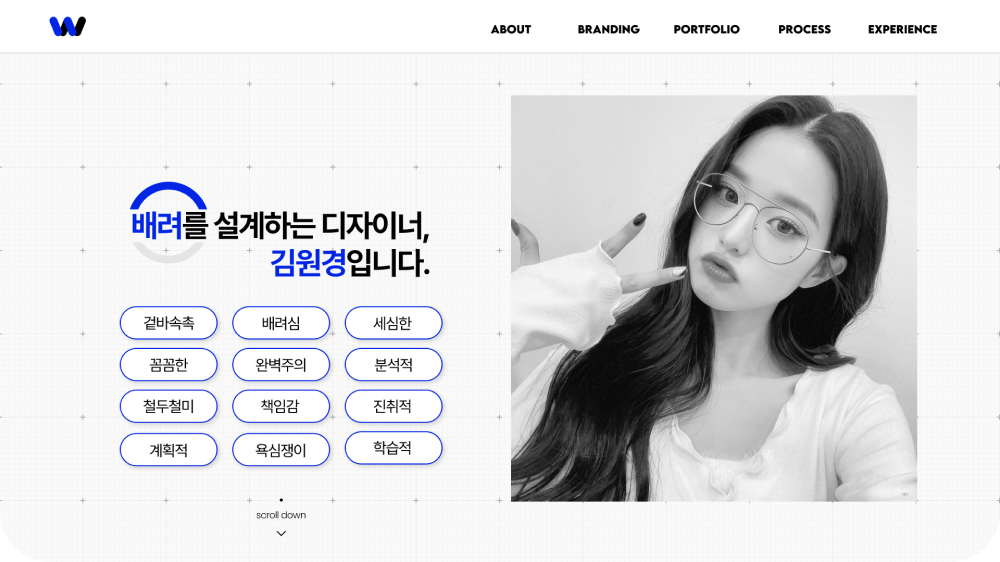 W
ABOUT BRANDING PORTFOLIO PROCESS EXPERIENCE
배려를 설계하는 디자이너,
김원경입니다.
겉바속촉 배려심 세심한
꼼꼼한 완벽주의 분석적
철두철미 책임감 진취적
계획적 욕심쟁이 학습적
scroll down